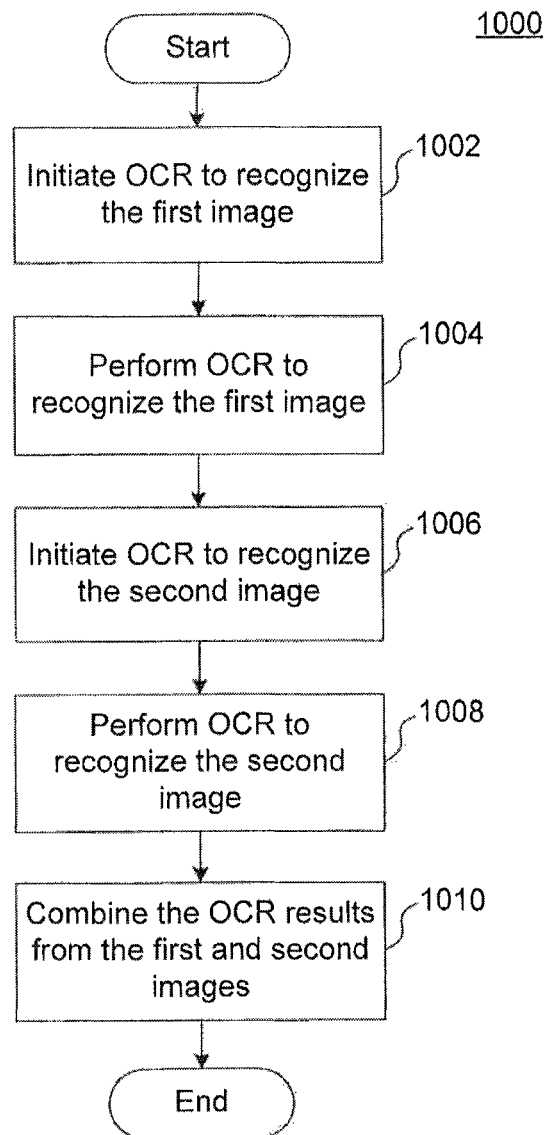 1000
Start
Initiate OCR to recognize
the first image
1002
Perform OCR to
recognize the first image
1004
Initiate OCR to recognize
the second image
1006
Perform OCR to
recognize the second
image
1008
Combine the OCR results
from the first and second
images
1010
End